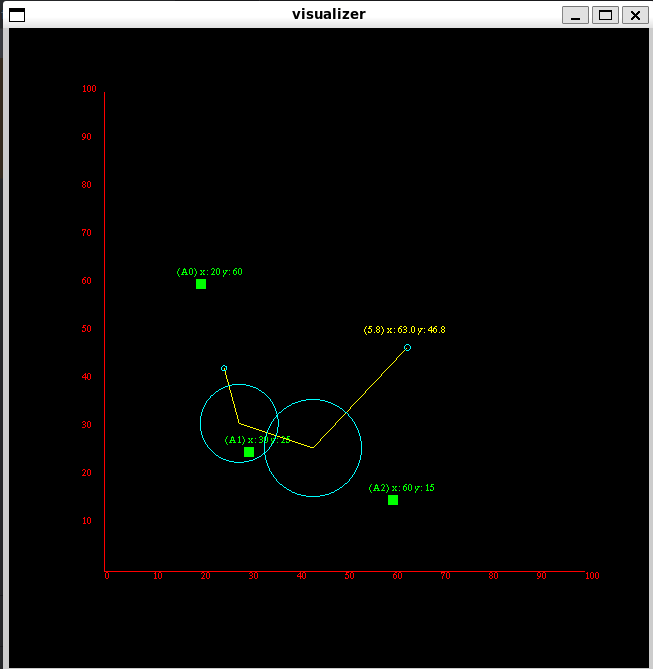 visualizer
100
90
80
70
(A0) x: 20 y: 60
60
(5.8) x: 63.0 y: 46.8
50
40
30
(A1) x: 30 y: 25
20
(A2) x: 60 y: 15
10
0 10 20 30 40 50 60 70 80 90 100